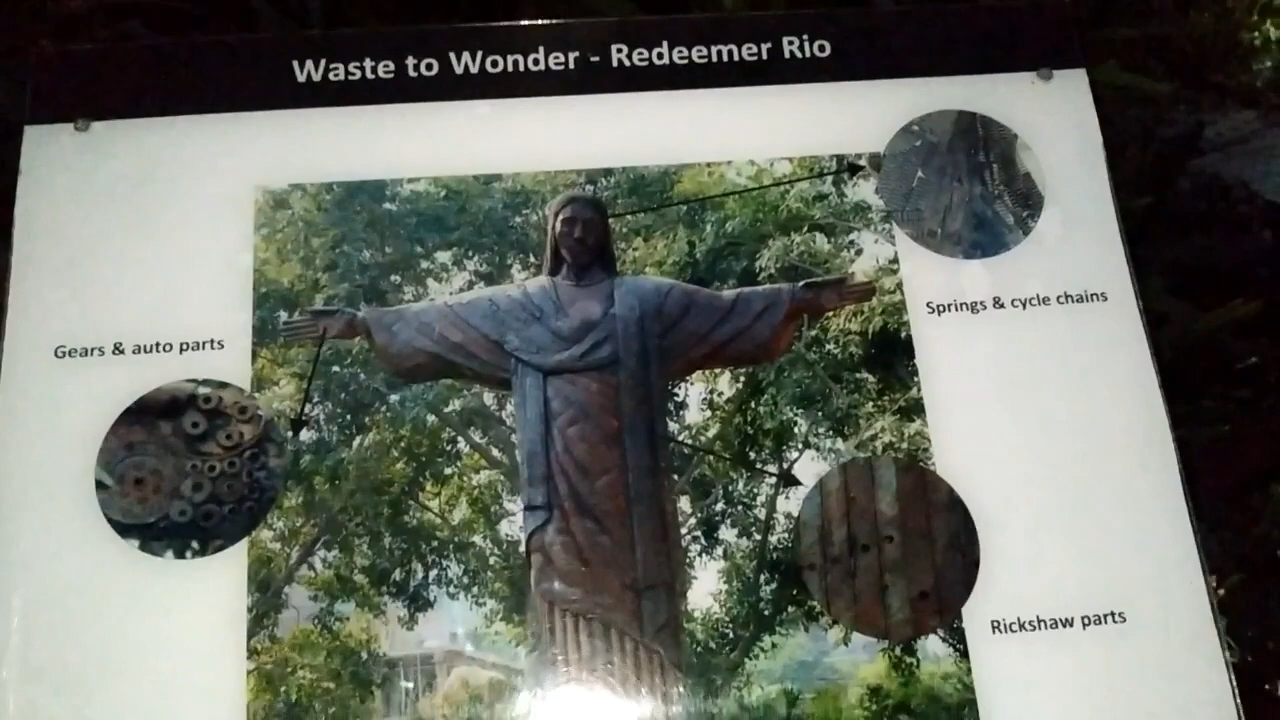 Waste to Wonder - Redeemer Rio
Springs & cycle chains
Gears & auto parts
Rickshaw parts